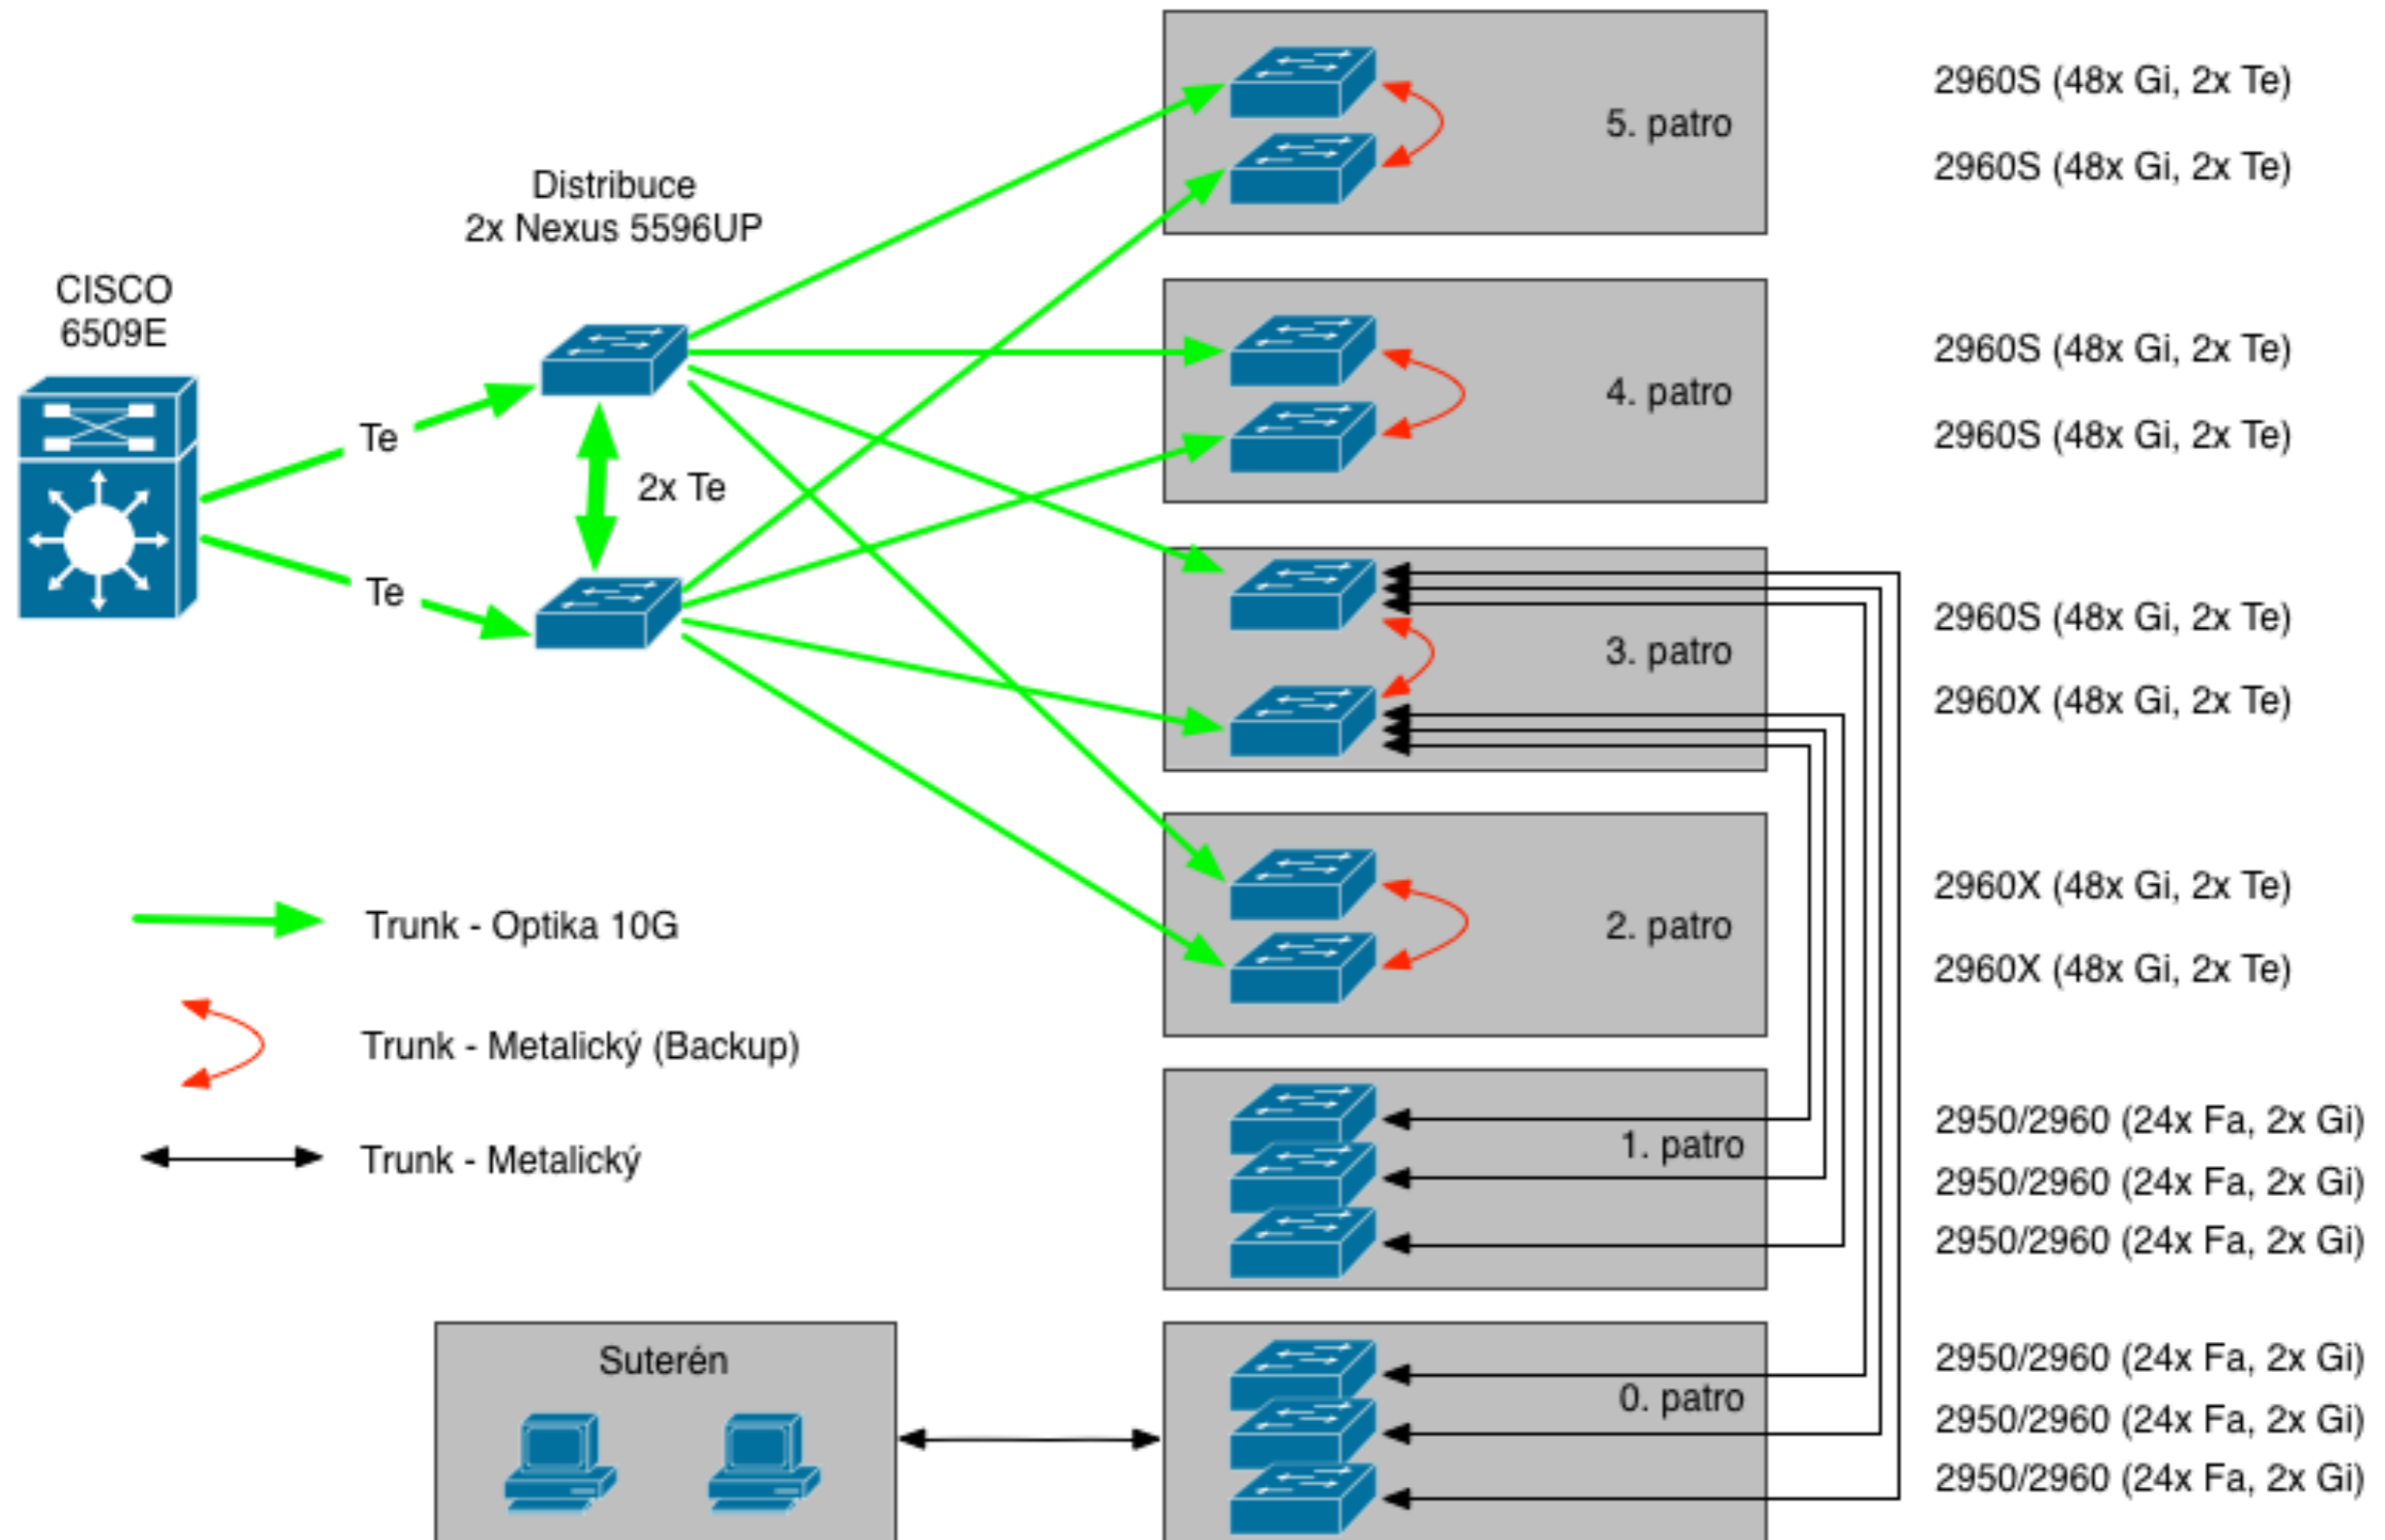 CISCO
6509E
Distribuce
2x Nexus 5596UP
Te
Te
2x Te
5. patro
2960S (48x Gi, 2x Te)
2960S (48x Gi, 2x Te)
4. patro
2960S (48x Gi, 2x Te)
2960S (48x Gi, 2x Te)
3. patro
2960S (48x Gi, 2x Te)
2960X (48x Gi, 2x Te)
2. patro
2960X (48x Gi, 2x Te)
2960X (48x Gi, 2x Te)
1. patro
2950/2960 (24x Fa, 2x Gi)
2950/2960 (24x Fa, 2x Gi)
2950/2960 (24x Fa, 2x Gi)
0. patro
2950/2960 (24x Fa, 2x Gi)
2950/2960 (24x Fa, 2x Gi)
2950/2960 (24x Fa, 2x Gi)
Trunk - Optika 10G
Trunk - Metalický (Backup)
Trunk - Metalický
Suterén